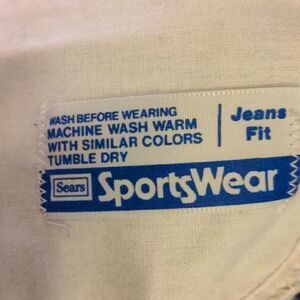 WASH BEFORE WEARING
MACHINE WASH WARM
WITH SIMILAR COLORS
TUMBLE DRY
Jeans
Fit
Sears SportsWear